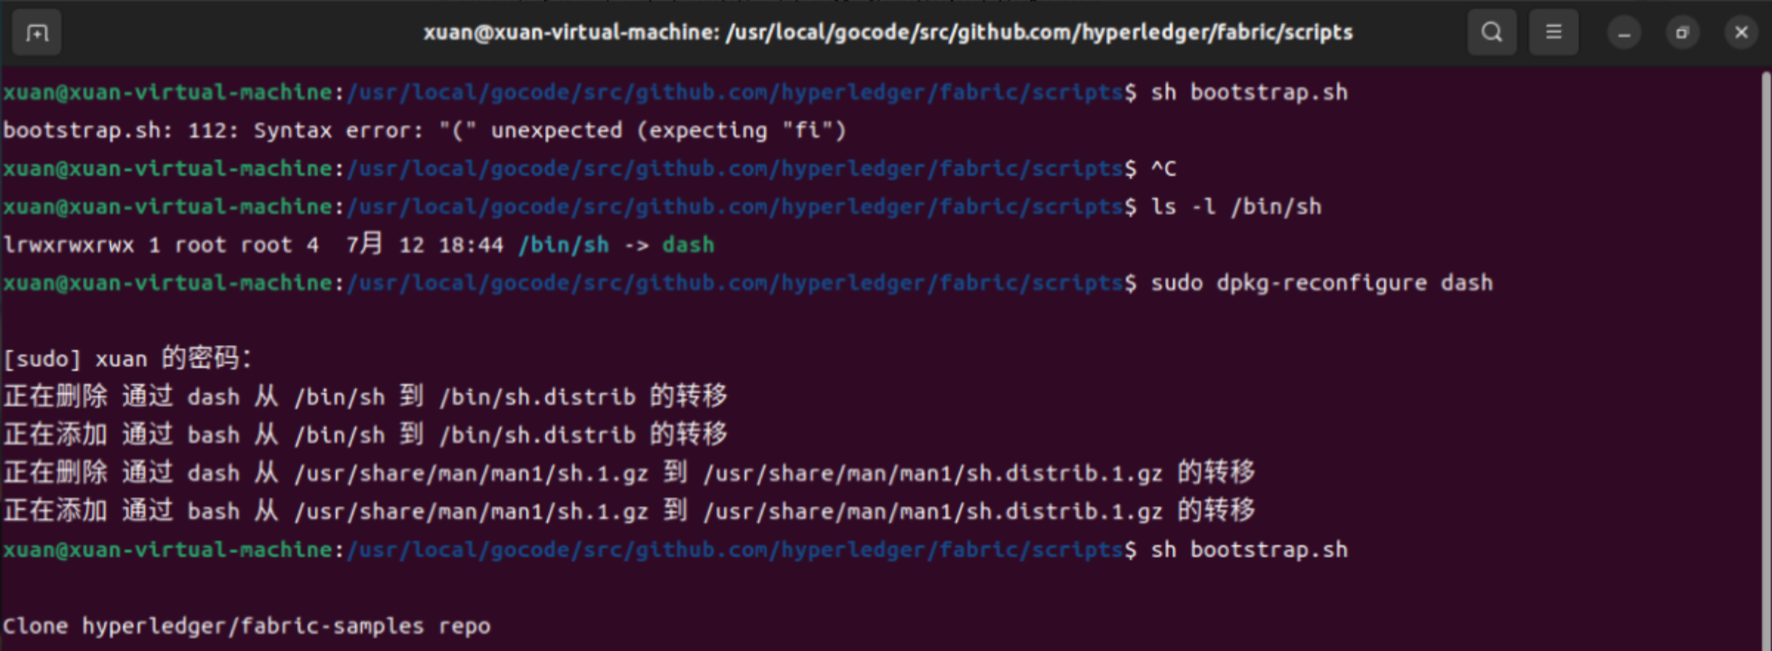 xuan@xuan-virtual-machine: /usr/local/gocode/src/github.com/hyperledger/fabric/scripts
xuan@xuan-virtual-machine:/usr/local/gocode/src/github.com/hyperledger/fabric/scripts$ sh bootstrap.sh
bootstrap.sh: 112: Syntax error: "(" unexpected (expecting "fi")
xuan@xuan-virtual-machine:/usr/local/gocode/src/github.com/hyperledger/fabric/scripts$ ^C
xuan@xuan-virtual-machine:/usr/local/gocode/src/github.com/hyperledger/fabric/scripts$ ls -l /bin/sh
lrwxrwxrwx 1 root root 4  7月 12 18:44 /bin/sh -> dash
xuan@xuan-virtual-machine:/usr/local/gocode/src/github.com/hyperledger/fabric/scripts$ sudo dpkg-reconfigure dash
[sudo] xuan 的密码：
正在删除 通过 dash 从 /bin/sh 到 /bin/sh.distrib 的转移
正在添加 通过 bash 从 /bin/sh 到 /bin/sh.distrib 的转移
正在删除 通过 dash 从 /usr/share/man/man1/sh.1.gz 到 /usr/share/man/man1/sh.distrib.1.gz 的转移
正在添加 通过 bash 从 /usr/share/man/man1/sh.1.gz 到 /usr/share/man/man1/sh.distrib.1.gz 的转移
xuan@xuan-virtual-machine:/usr/local/gocode/src/github.com/hyperledger/fabric/scripts$ sh bootstrap.sh
Clone hyperledger/fabric-samples repo